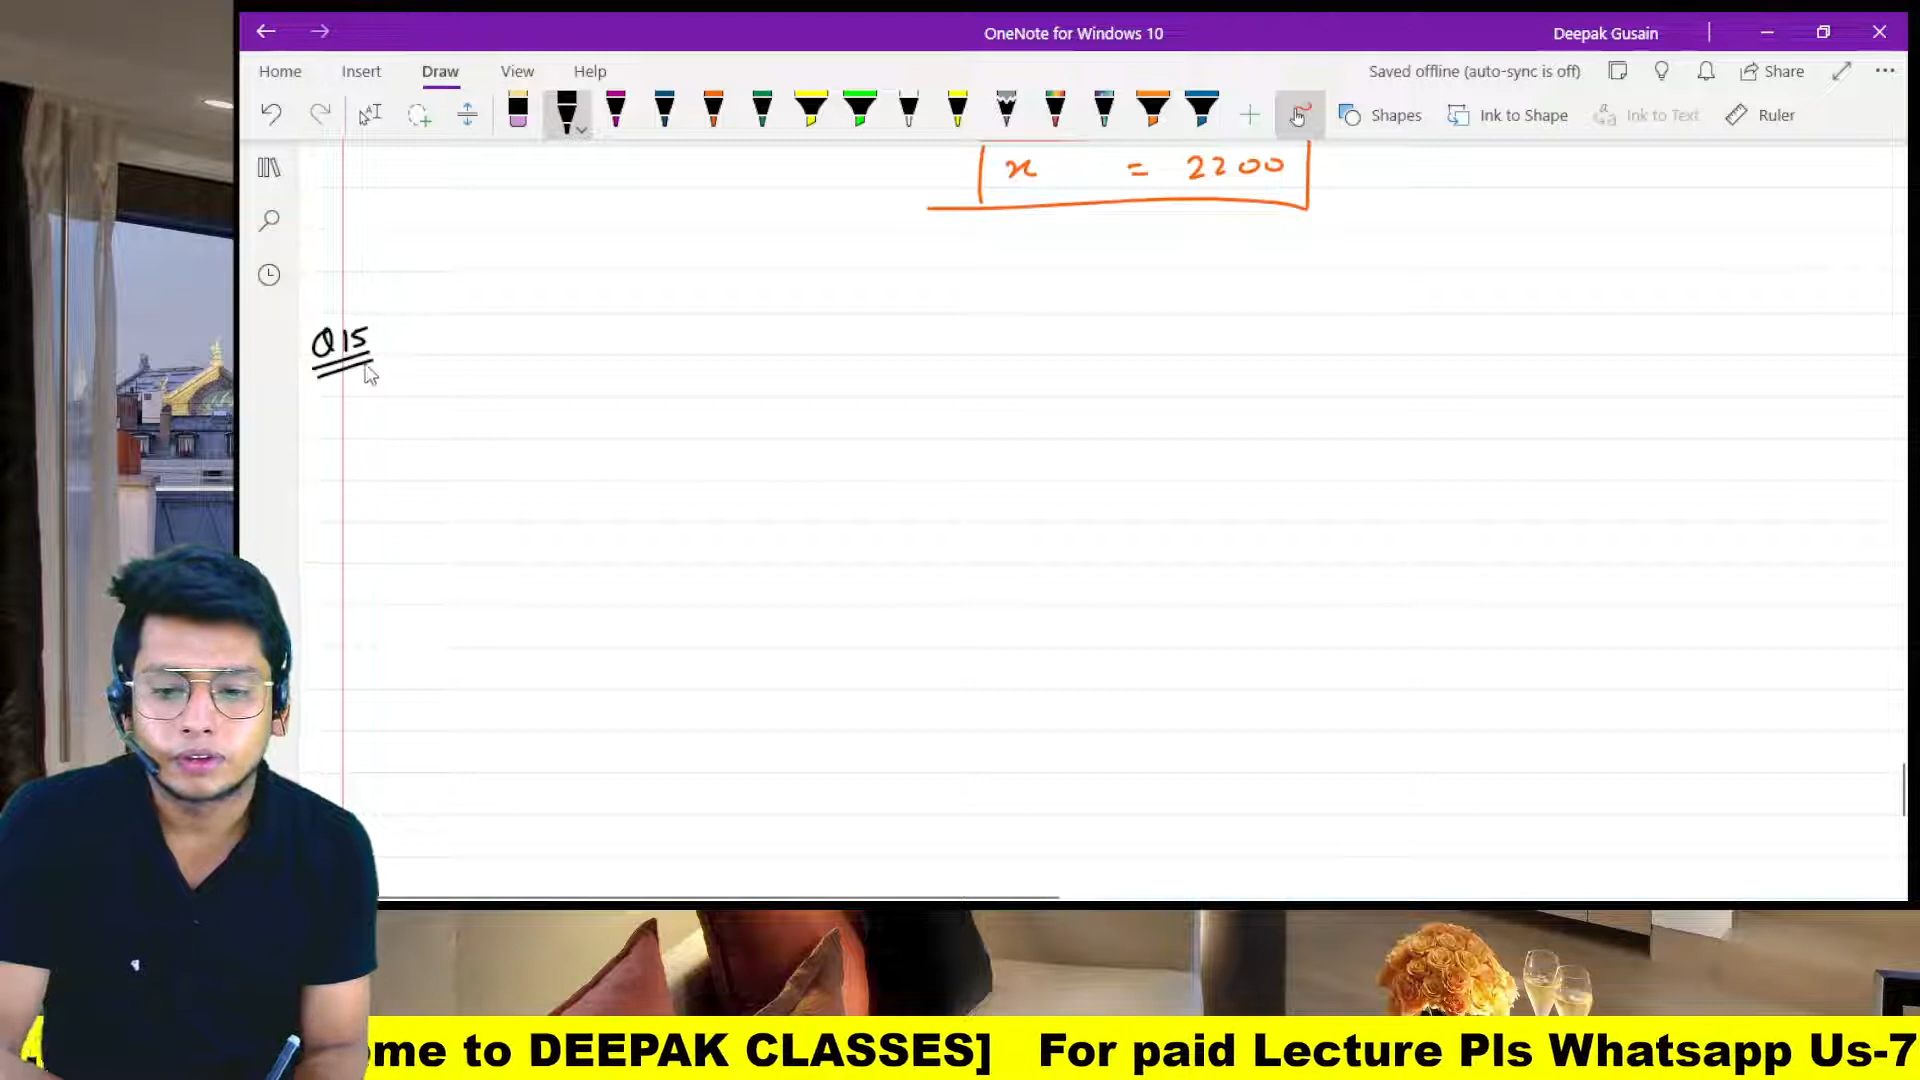 OneNote for Windows 10
Deepak Gusain
Home Insert Draw View Help
Saved offline (auto-sync is off)
Share
Shapes
Ink to Shape
Ink to Text
Ruler
x = 2200
Q15
ome to DEEPAK CLASSES] For paid Lecture Pls Whatsapp Us-7